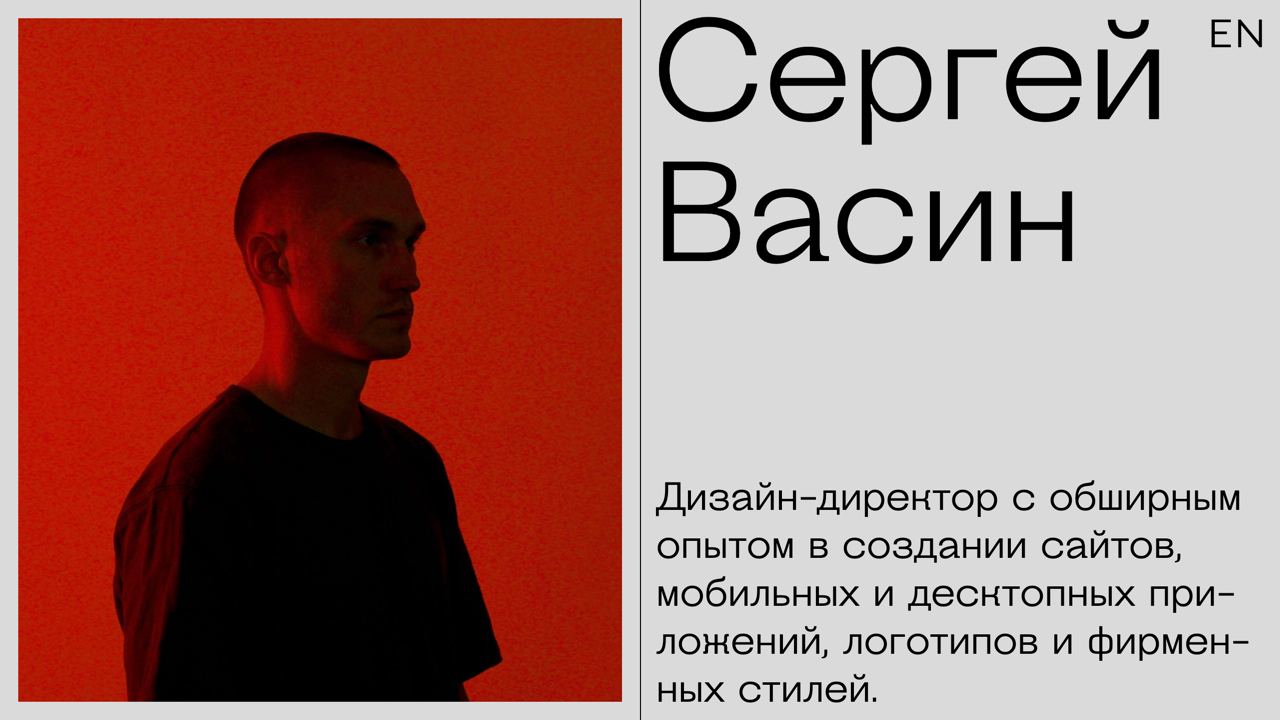 Сергей
Васин
EN
Дизайн-директор с обширным
опытом в создании сайтов,
мобильных и десктопных при-
ложений, логотипов и фирмен-
ных стилей.